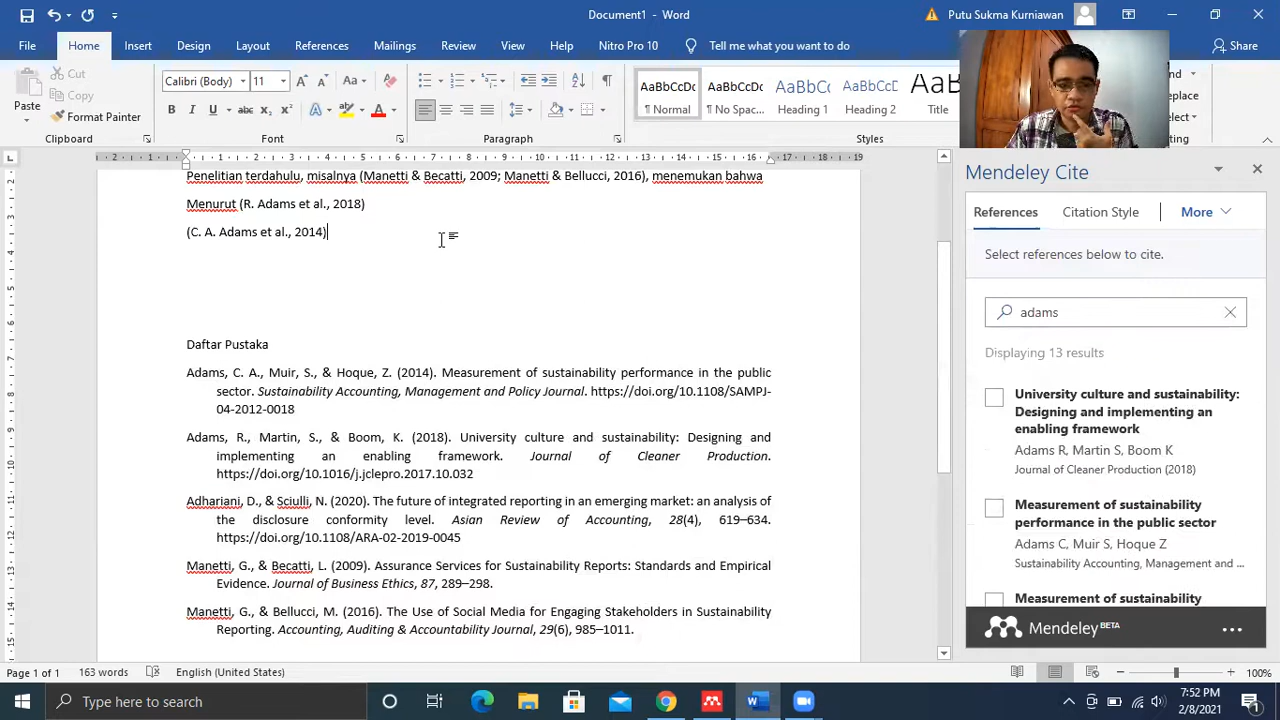 Document1 - Word
Putu Sukma Kurniawan
File Home Insert Design Layout References Mailings Review View Help Nitro Pro 10 Tell me what you want to do Share
Cut
Copy
Format Painter
Paste
Clipboard
Calibri (Body) 11
Font
Paragraph
AaBbCcDc AaBbCcDc AaBbCc AaBbCcD AaB
¶ Normal ¶ No Spac... Heading 1 Heading 2 Title
Styles
Penelitian terdahulu, misalnya (Manetti & Becatti, 2009; Manetti & Bellucci, 2016), menemukan bahwa
Menurut (R. Adams et al., 2018)
(C. A. Adams et al., 2014)
Daftar Pustaka
Adams, C. A., Muir, S., & Hoque, Z. (2014). Measurement of sustainability performance in the public
sector. Sustainability Accounting, Management and Policy Journal. https://doi.org/10.1108/SAMPJ-
04-2012-0018
Adams, R., Martin, S., & Boom, K. (2018). University culture and sustainability: Designing and
implementing an enabling framework. Journal of Cleaner Production.
https://doi.org/10.1016/j.jclepro.2017.10.032
Adhariani, D., & Sciulli, N. (2020). The future of integrated reporting in an emerging market: an analysis of
the disclosure conformity level. Asian Review of Accounting, 28(4), 619–634.
https://doi.org/10.1108/ARA-02-2019-0045
Manetti, G., & Becatti, L. (2009). Assurance Services for Sustainability Reports: Standards and Empirical
Evidence. Journal of Business Ethics, 87, 289–298.
Manetti, G., & Bellucci, M. (2016). The Use of Social Media for Engaging Stakeholders in Sustainability
Reporting. Accounting, Auditing & Accountability Journal, 29(6), 985–1011.
Mendeley Cite
References Citation Style More
Select references below to cite.
adams
Displaying 13 results
University culture and sustainability:
Designing and implementing an
enabling framework
Adams R, Martin S, Boom K
Journal of Cleaner Production (2018)
Measurement of sustainability
performance in the public sector
Adams C, Muir S, Hoque Z
Sustainability Accounting, Management and ...
Measurement of sustainability
Mendeley BETA
Page 1 of 1 163 words English (United States) 100%
Type here to search
7:52 PM
2/8/2021